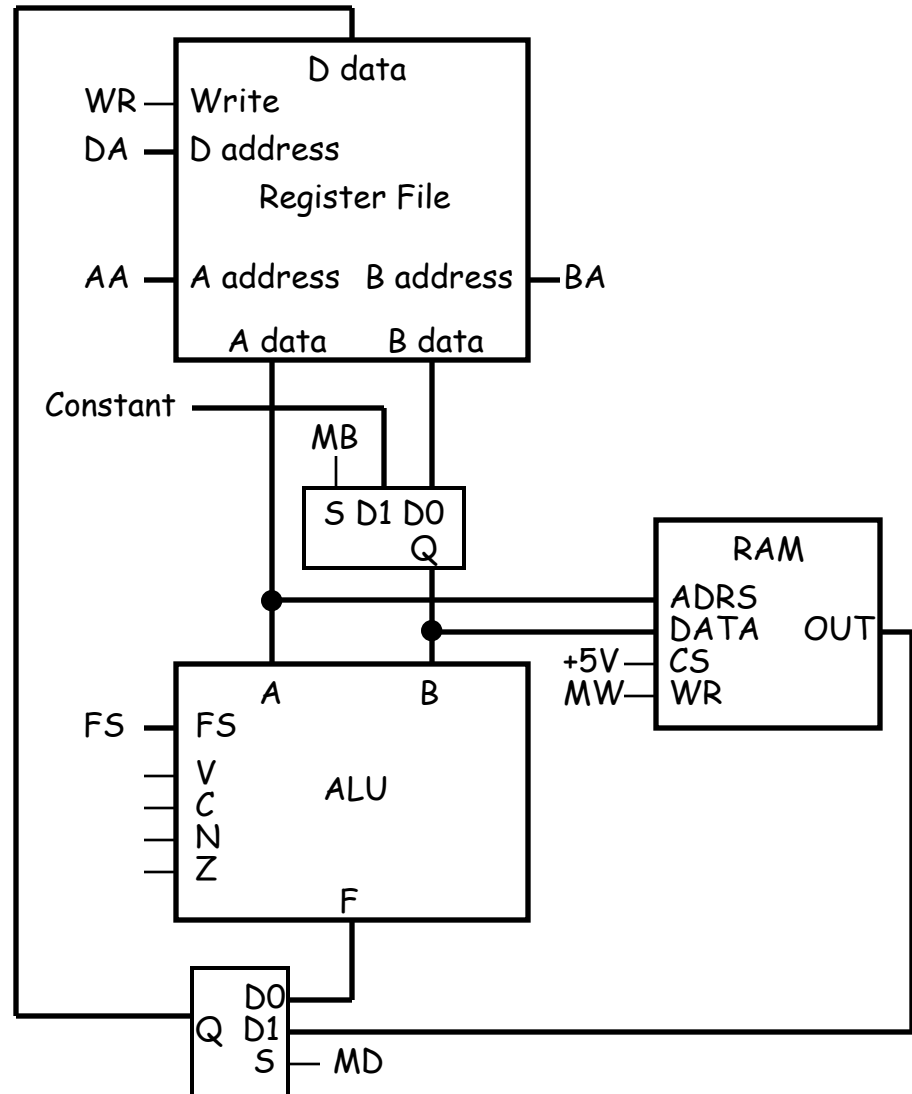 D data
WR Write
DA D address
Register File
AA A address B address BA
A data B data
Constant
MB
S D1 D0
Q
RAM
ADRS
DATA OUT
+5V CS
MW WR
A B
FS FS
V
ALU
C
N
Z
F
D0
Q D1
S MD